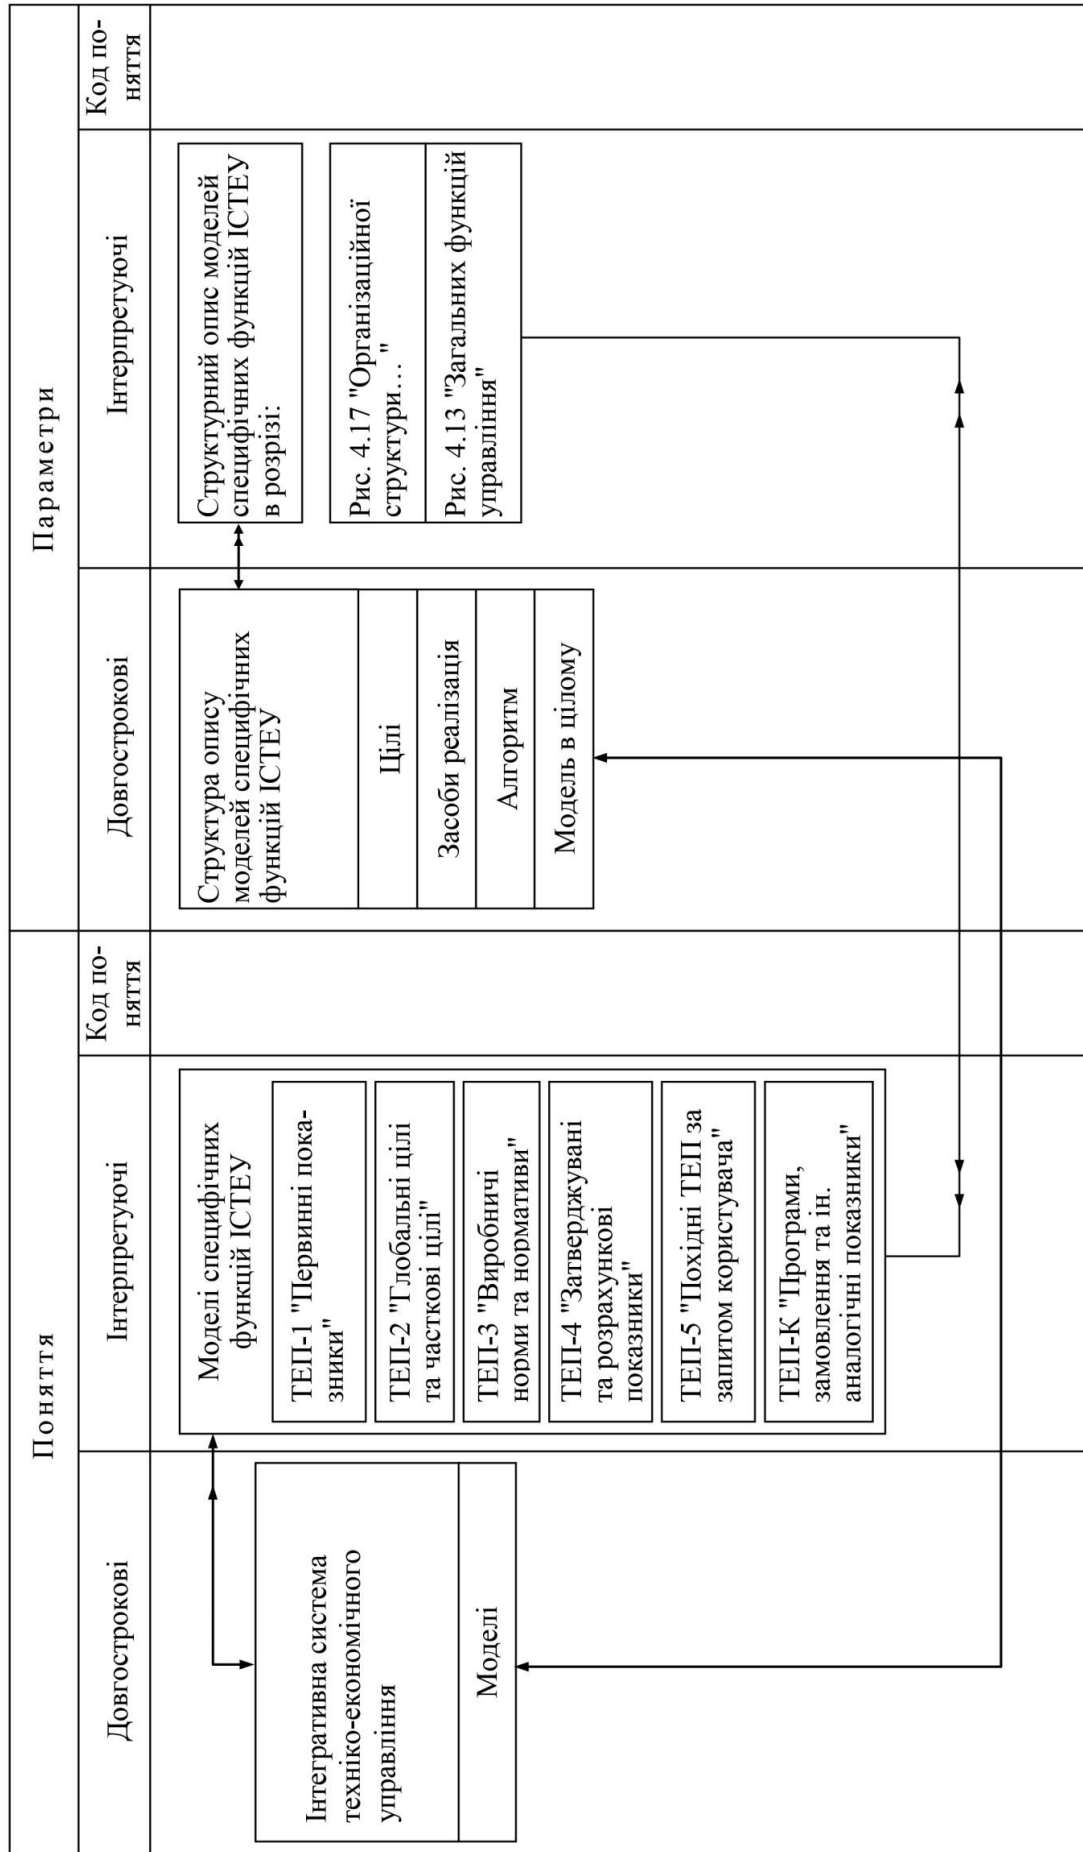 Поняття
Параметри
Довгострокові
Інтерпретуючі
Код по-
няття
Довгострокові
Інтерпретуючі
Код по-
няття
Інтегративна система
техніко-економічного
управління
Моделі
Моделі специфічних
функцій ІСТЕУ
ТЕП-1 "Первинні пока-
зники"
ТЕП-2 "Глобальні цілі
та часткові цілі"
ТЕП-3 "Виробничі
норми та нормативи"
ТЕП-4 "Затверджувані
та розрахункові
показники"
ТЕП-5 "Похідні ТЕП за
запитом користувача"
ТЕП-К "Програми,
замовлення та ін.
аналогічні показники"
Структура опису
моделей специфічних
функцій ІСТЕУ
Цілі
Засоби реалізація
Алгоритм
Модель в цілому
Структурний опис моделей
специфічних функцій ІСТЕУ
в розрізі:
Рис. 4.17 "Організаційної
структури…"
Рис. 4.13 "Загальних функцій
управління"